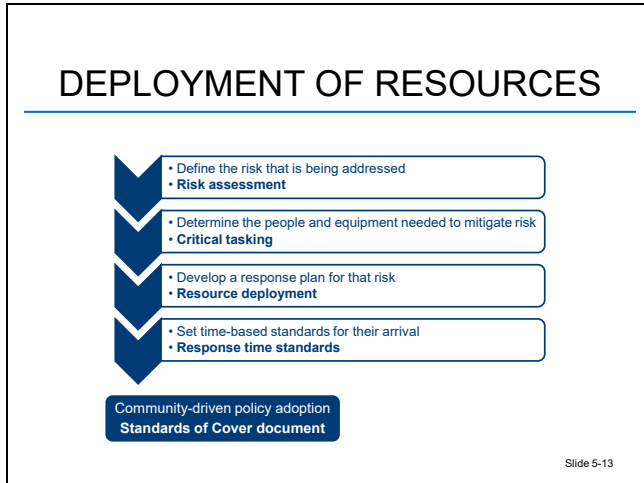 DEPLOYMENT OF RESOURCES
• Define the risk that is being addressed
• Risk assessment
• Determine the people and equipment needed to mitigate risk
• Critical tasking
• Develop a response plan for that risk
• Resource deployment
• Set time-based standards for their arrival
• Response time standards
Community-driven policy adoption
Standards of Cover document
Slide 5-13